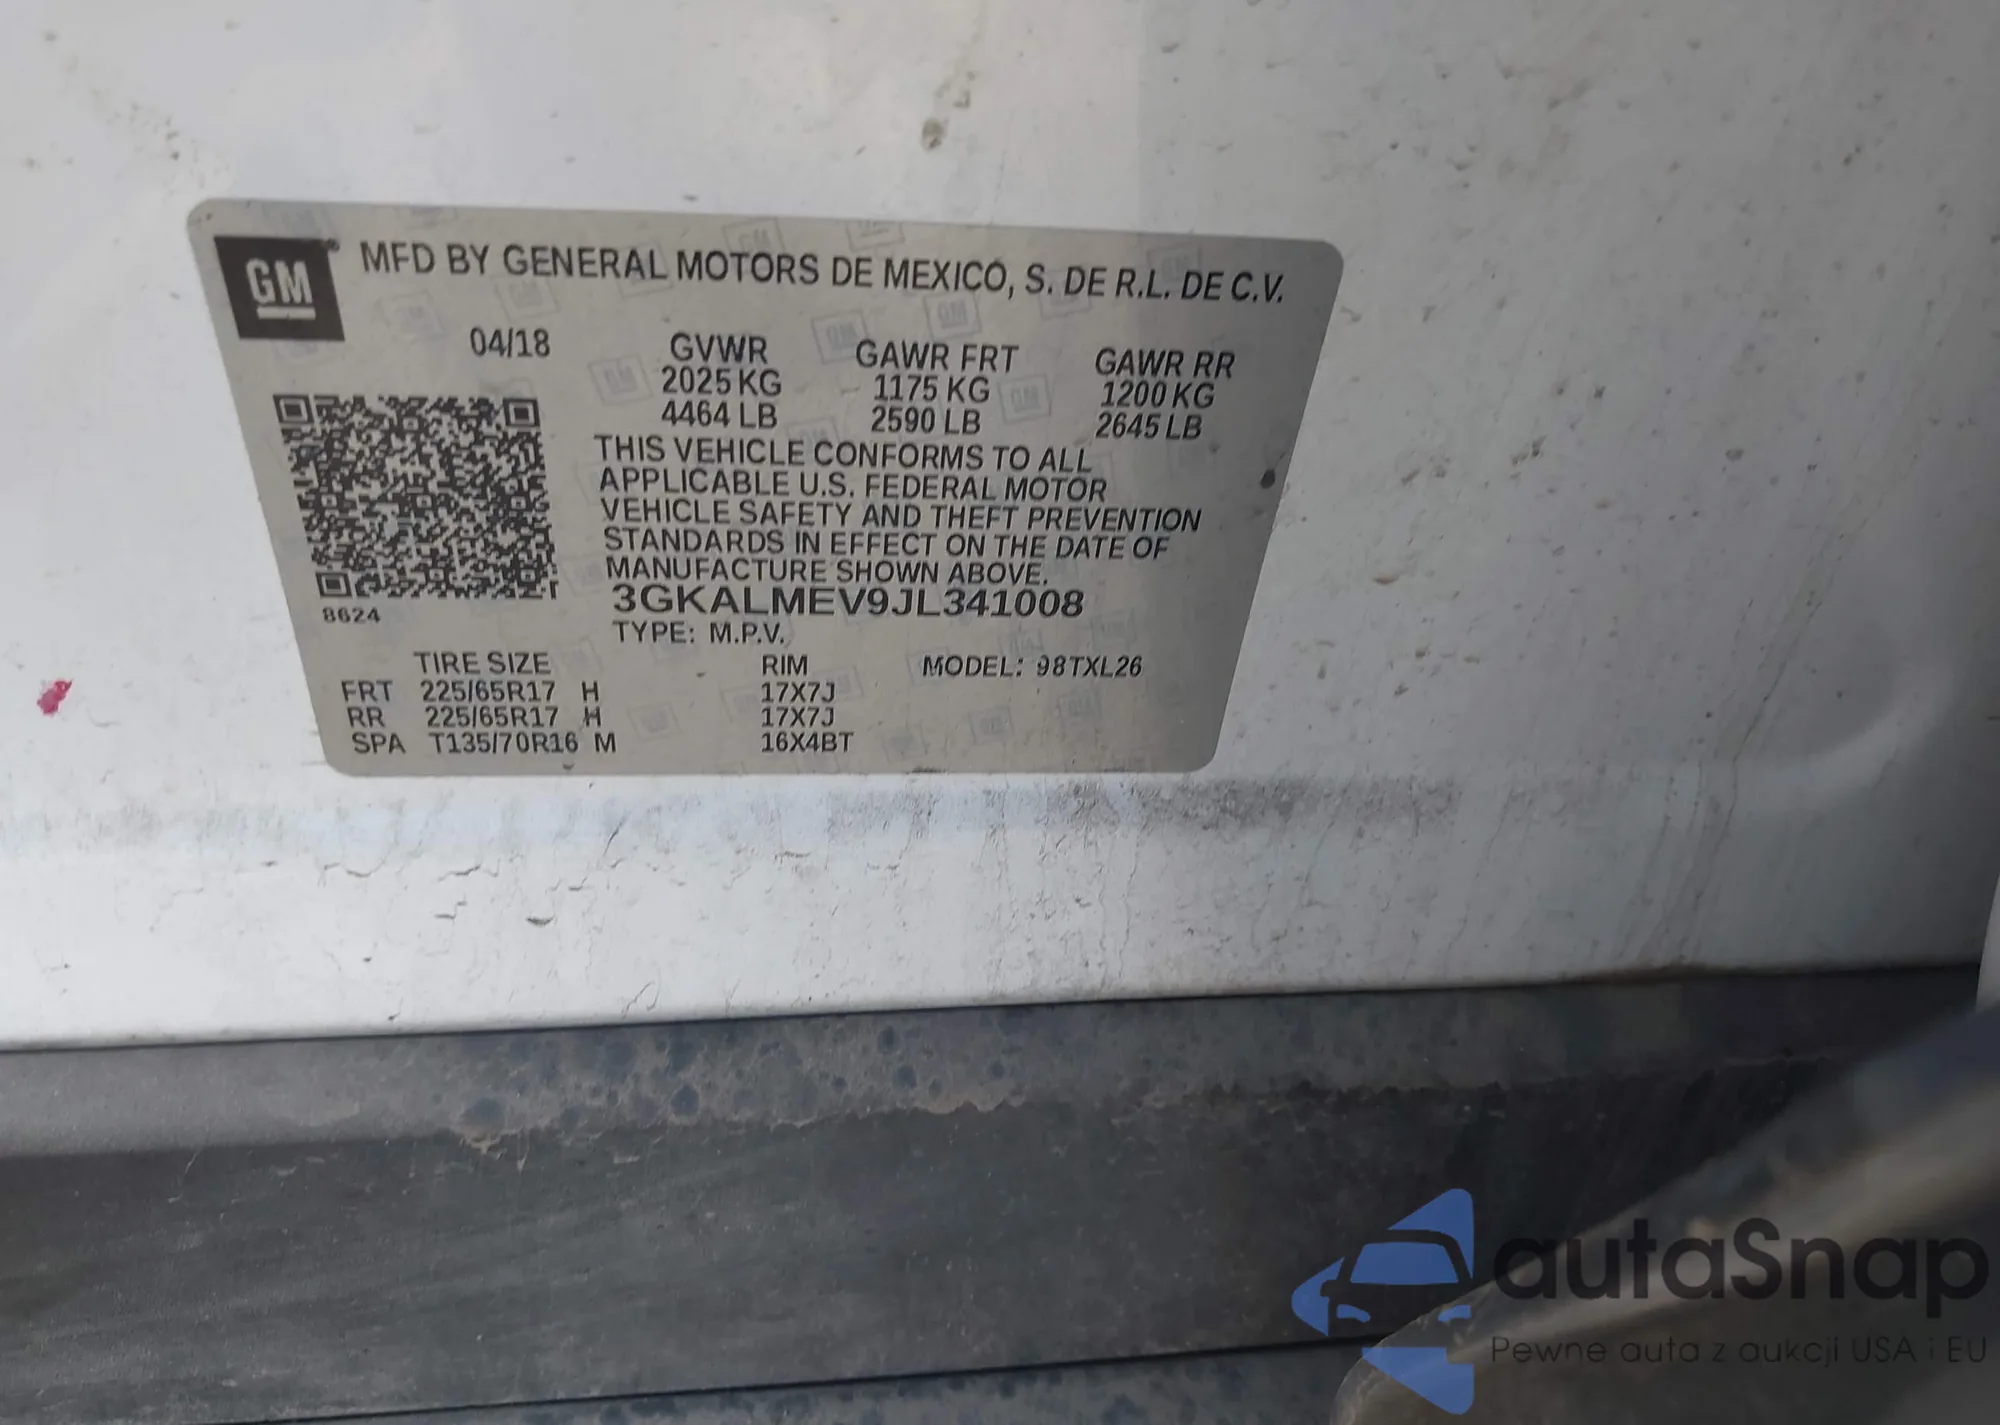 GM
MFD BY GENERAL MOTORS DE MEXICO, S. DE R.L. DE C.V.
04/18 GVWR GAWR FRT GAWR RR
2025 KG 1175 KG 1200 KG
4464 LB 2590 LB 2645 LB
THIS VEHICLE CONFORMS TO ALL
APPLICABLE U.S. FEDERAL MOTOR
VEHICLE SAFETY AND THEFT PREVENTION
STANDARDS IN EFFECT ON THE DATE OF
MANUFACTURE SHOWN ABOVE.
3GKALMEV9JL341008
8624
TYPE: M.P.V.
TIRE SIZE RIM MODEL: 98TXL26
FRT 225/65R17 H 17X7J
RR 225/65R17 H 17X7J
SPA T135/70R16 M 16X4BT
autaSnap
Pewne auta z aukcji USA i EU